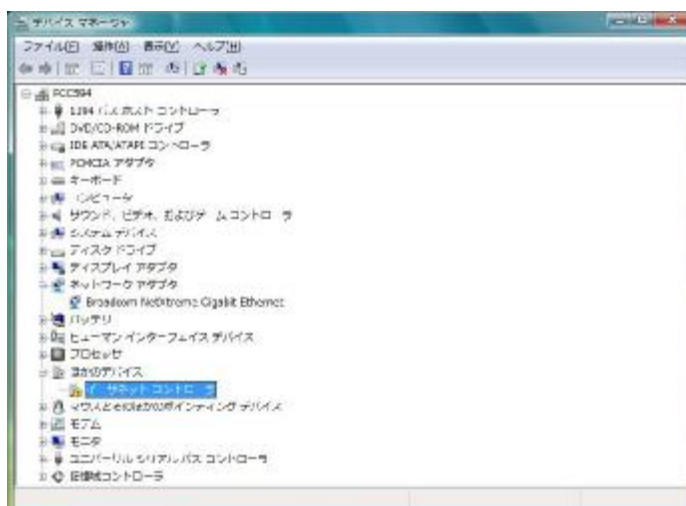 デバイス マネージャ
ファイル(F) 操作(A) 表示(V) ヘルプ(H)
1394 バス ホスト コントローラ
DVD/CD-ROM ドライブ
IDE ATA/ATAPI コントローラ
PCMCIA アダプタ
キーボード
コンピュータ
サウンド、ビデオ、およびゲーム コントローラ
システム デバイス
ディスク ドライブ
ディスプレイ アダプタ
ネットワーク アダプタ
Broadcom NetXtreme Gigabit Ethernet
バッテリ
ヒューマン インターフェイス デバイス
プロセッサ
ほかのデバイス
イーサネット コントローラ
マウスとそのほかのポインティング デバイス
モデム
モニタ
ユニバーサル シリアル バス コントローラ
記憶域コントローラ